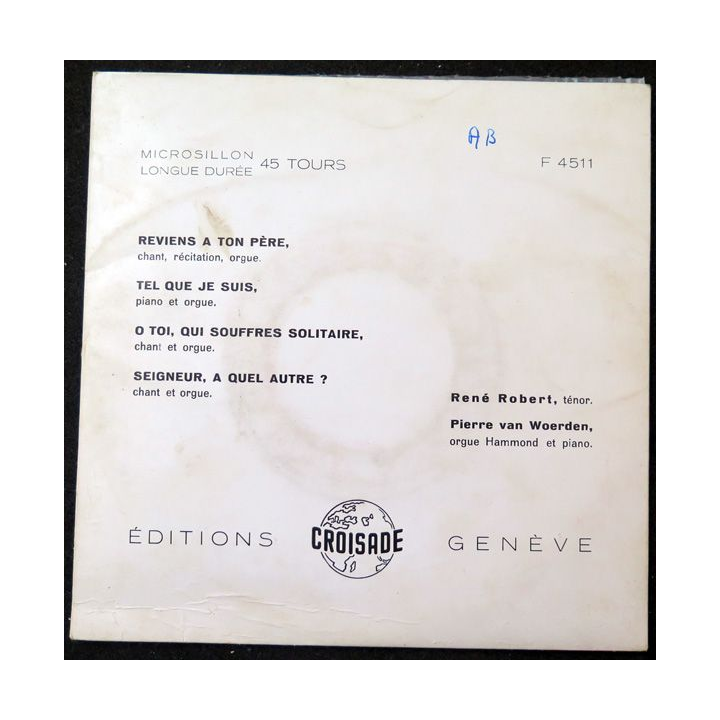 AB
MICROSILLON
LONGUE DURÉE 45 TOURS
F 4511
REVIENS A TON PÈRE,
chant, récitation, orgue.
TEL QUE JE SUIS,
piano et orgue.
O TOI, QUI SOUFFRES SOLITAIRE,
chant et orgue.
SEIGNEUR, A QUEL AUTRE ?
chant et orgue.
René Robert, ténor.
Pierre van Woerden,
orgue Hammond et piano.
ÉDITIONS CROISADE GENÈVE